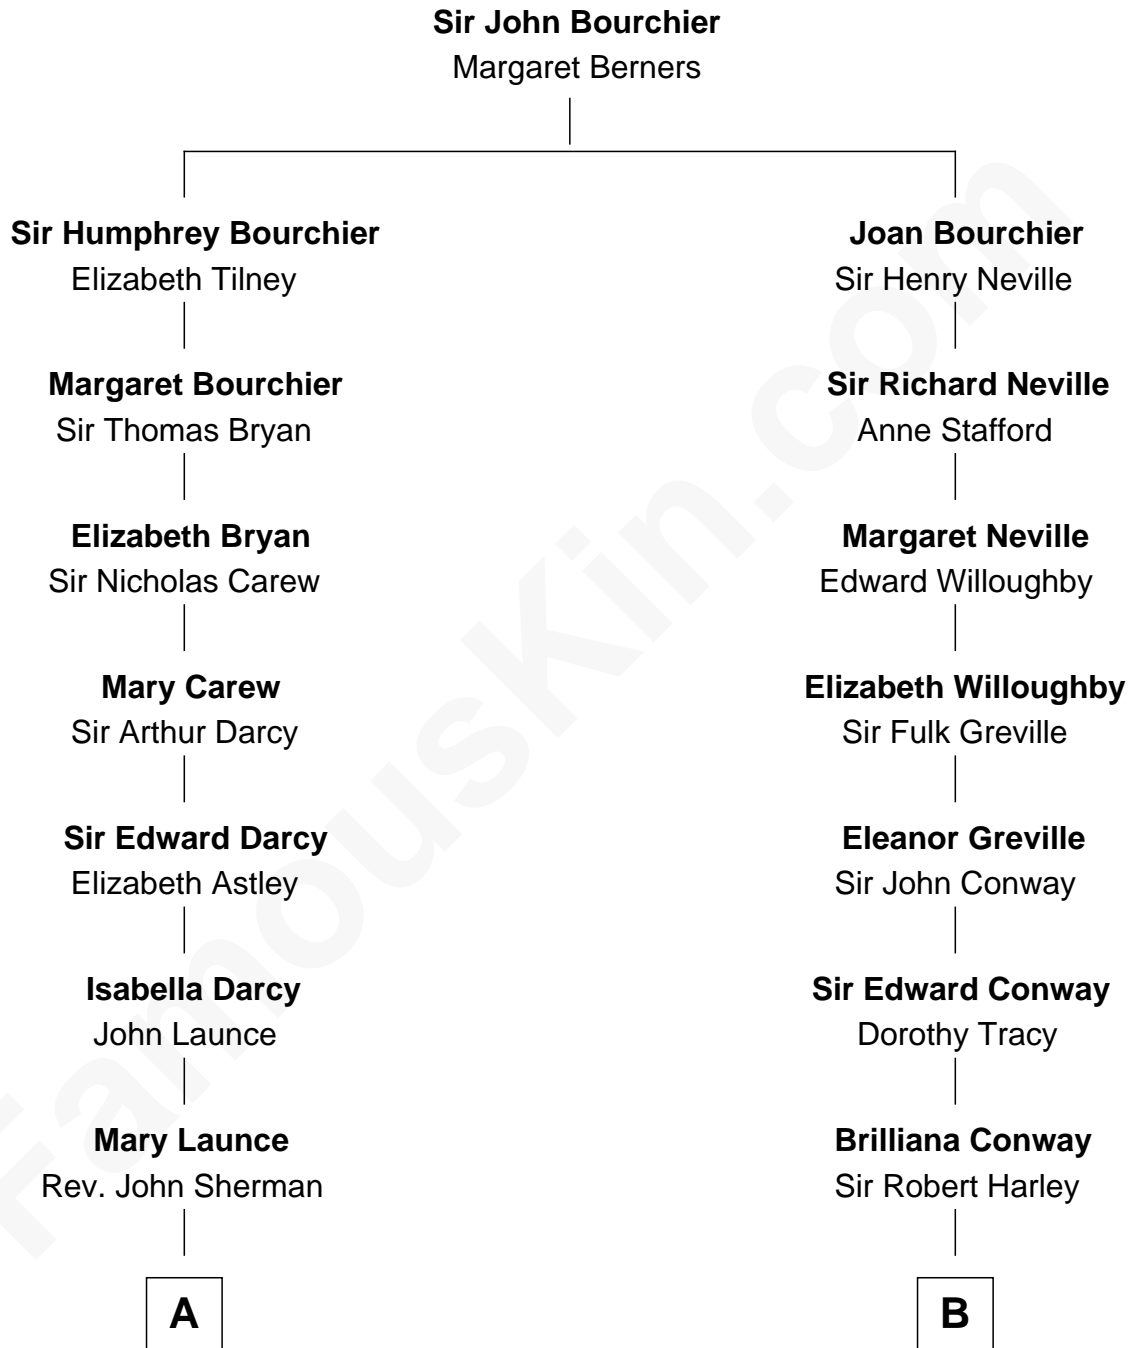 Sir John Bourchier
Margaret Berners
Sir Humphrey Bourchier
Elizabeth Tilney
Joan Bourchier
Sir Henry Neville
Margaret Bourchier
Sir Thomas Bryan
Sir Richard Neville
Anne Stafford
Elizabeth Bryan
Sir Nicholas Carew
Margaret Neville
Edward Willoughby
Mary Carew
Sir Arthur Darcy
Elizabeth Willoughby
Sir Fulk Greville
Sir Edward Darcy
Elizabeth Astley
Eleanor Greville
Sir John Conway
Isabella Darcy
John Launce
Sir Edward Conway
Dorothy Tracy
Mary Launce
Rev. John Sherman
Brilliana Conway
Sir Robert Harley
A
B
FamousKin.com